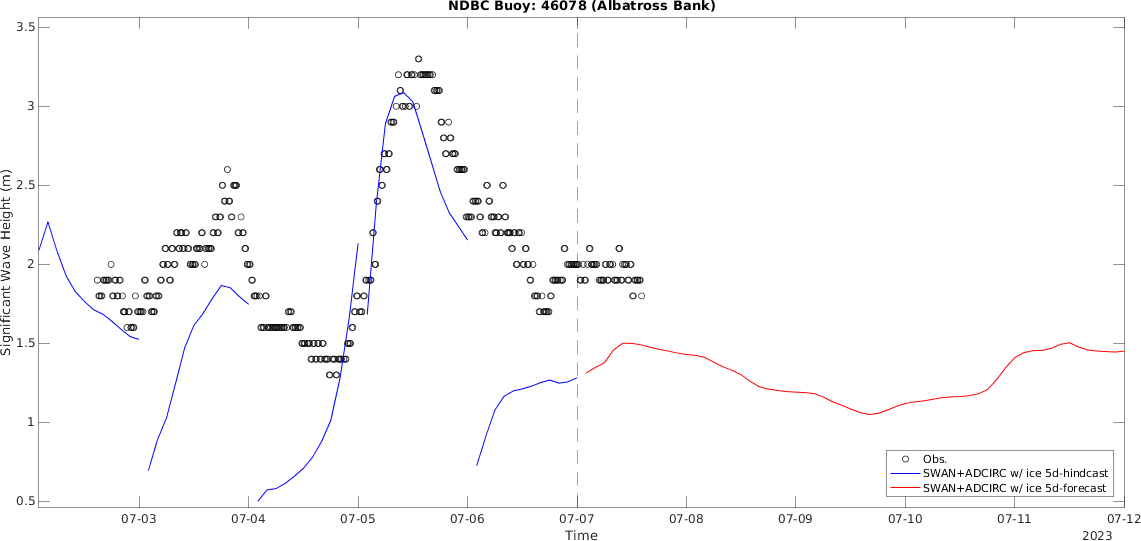 NDBC Buoy: 46078 (Albatross Bank)
3.5
3
2.5
2
1.5
1
0.5
Significant Wave Height (m)
Obs.
SWAN+ADCIRC w/ ice 5d-hindcast
SWAN+ADCIRC w/ ice 5d-forecast
07-03 07-04 07-05 07-06 07-07 07-08 07-09 07-10 07-11 07-12
Time
2023